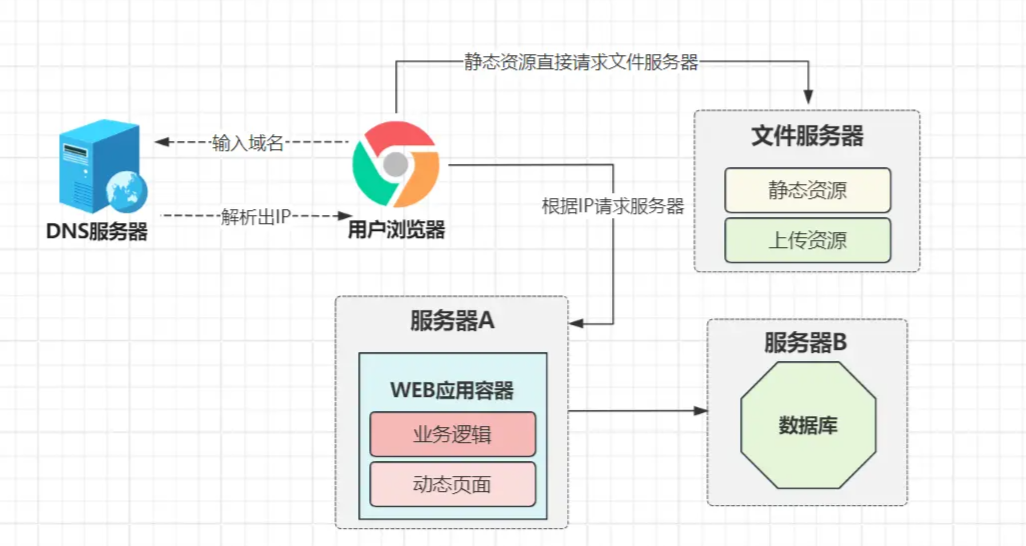 静态资源直接请求文件服务器
输入域名
解析出IP
DNS服务器
用户浏览器
根据IP请求服务器
文件服务器
静态资源
上传资源
服务器A
WEB应用容器
业务逻辑
动态页面
服务器B
数据库